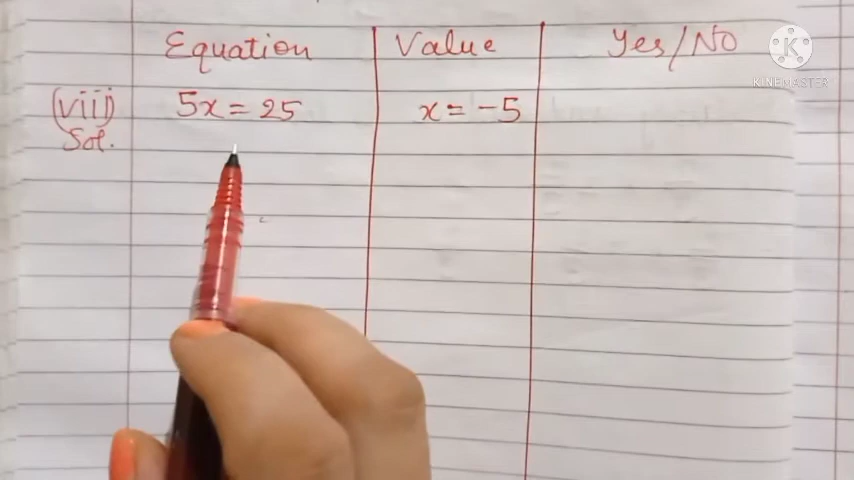 Equation Value Yes/No
(viii) 5x = 25 x = -5
Sol.
K
KINEMASTER